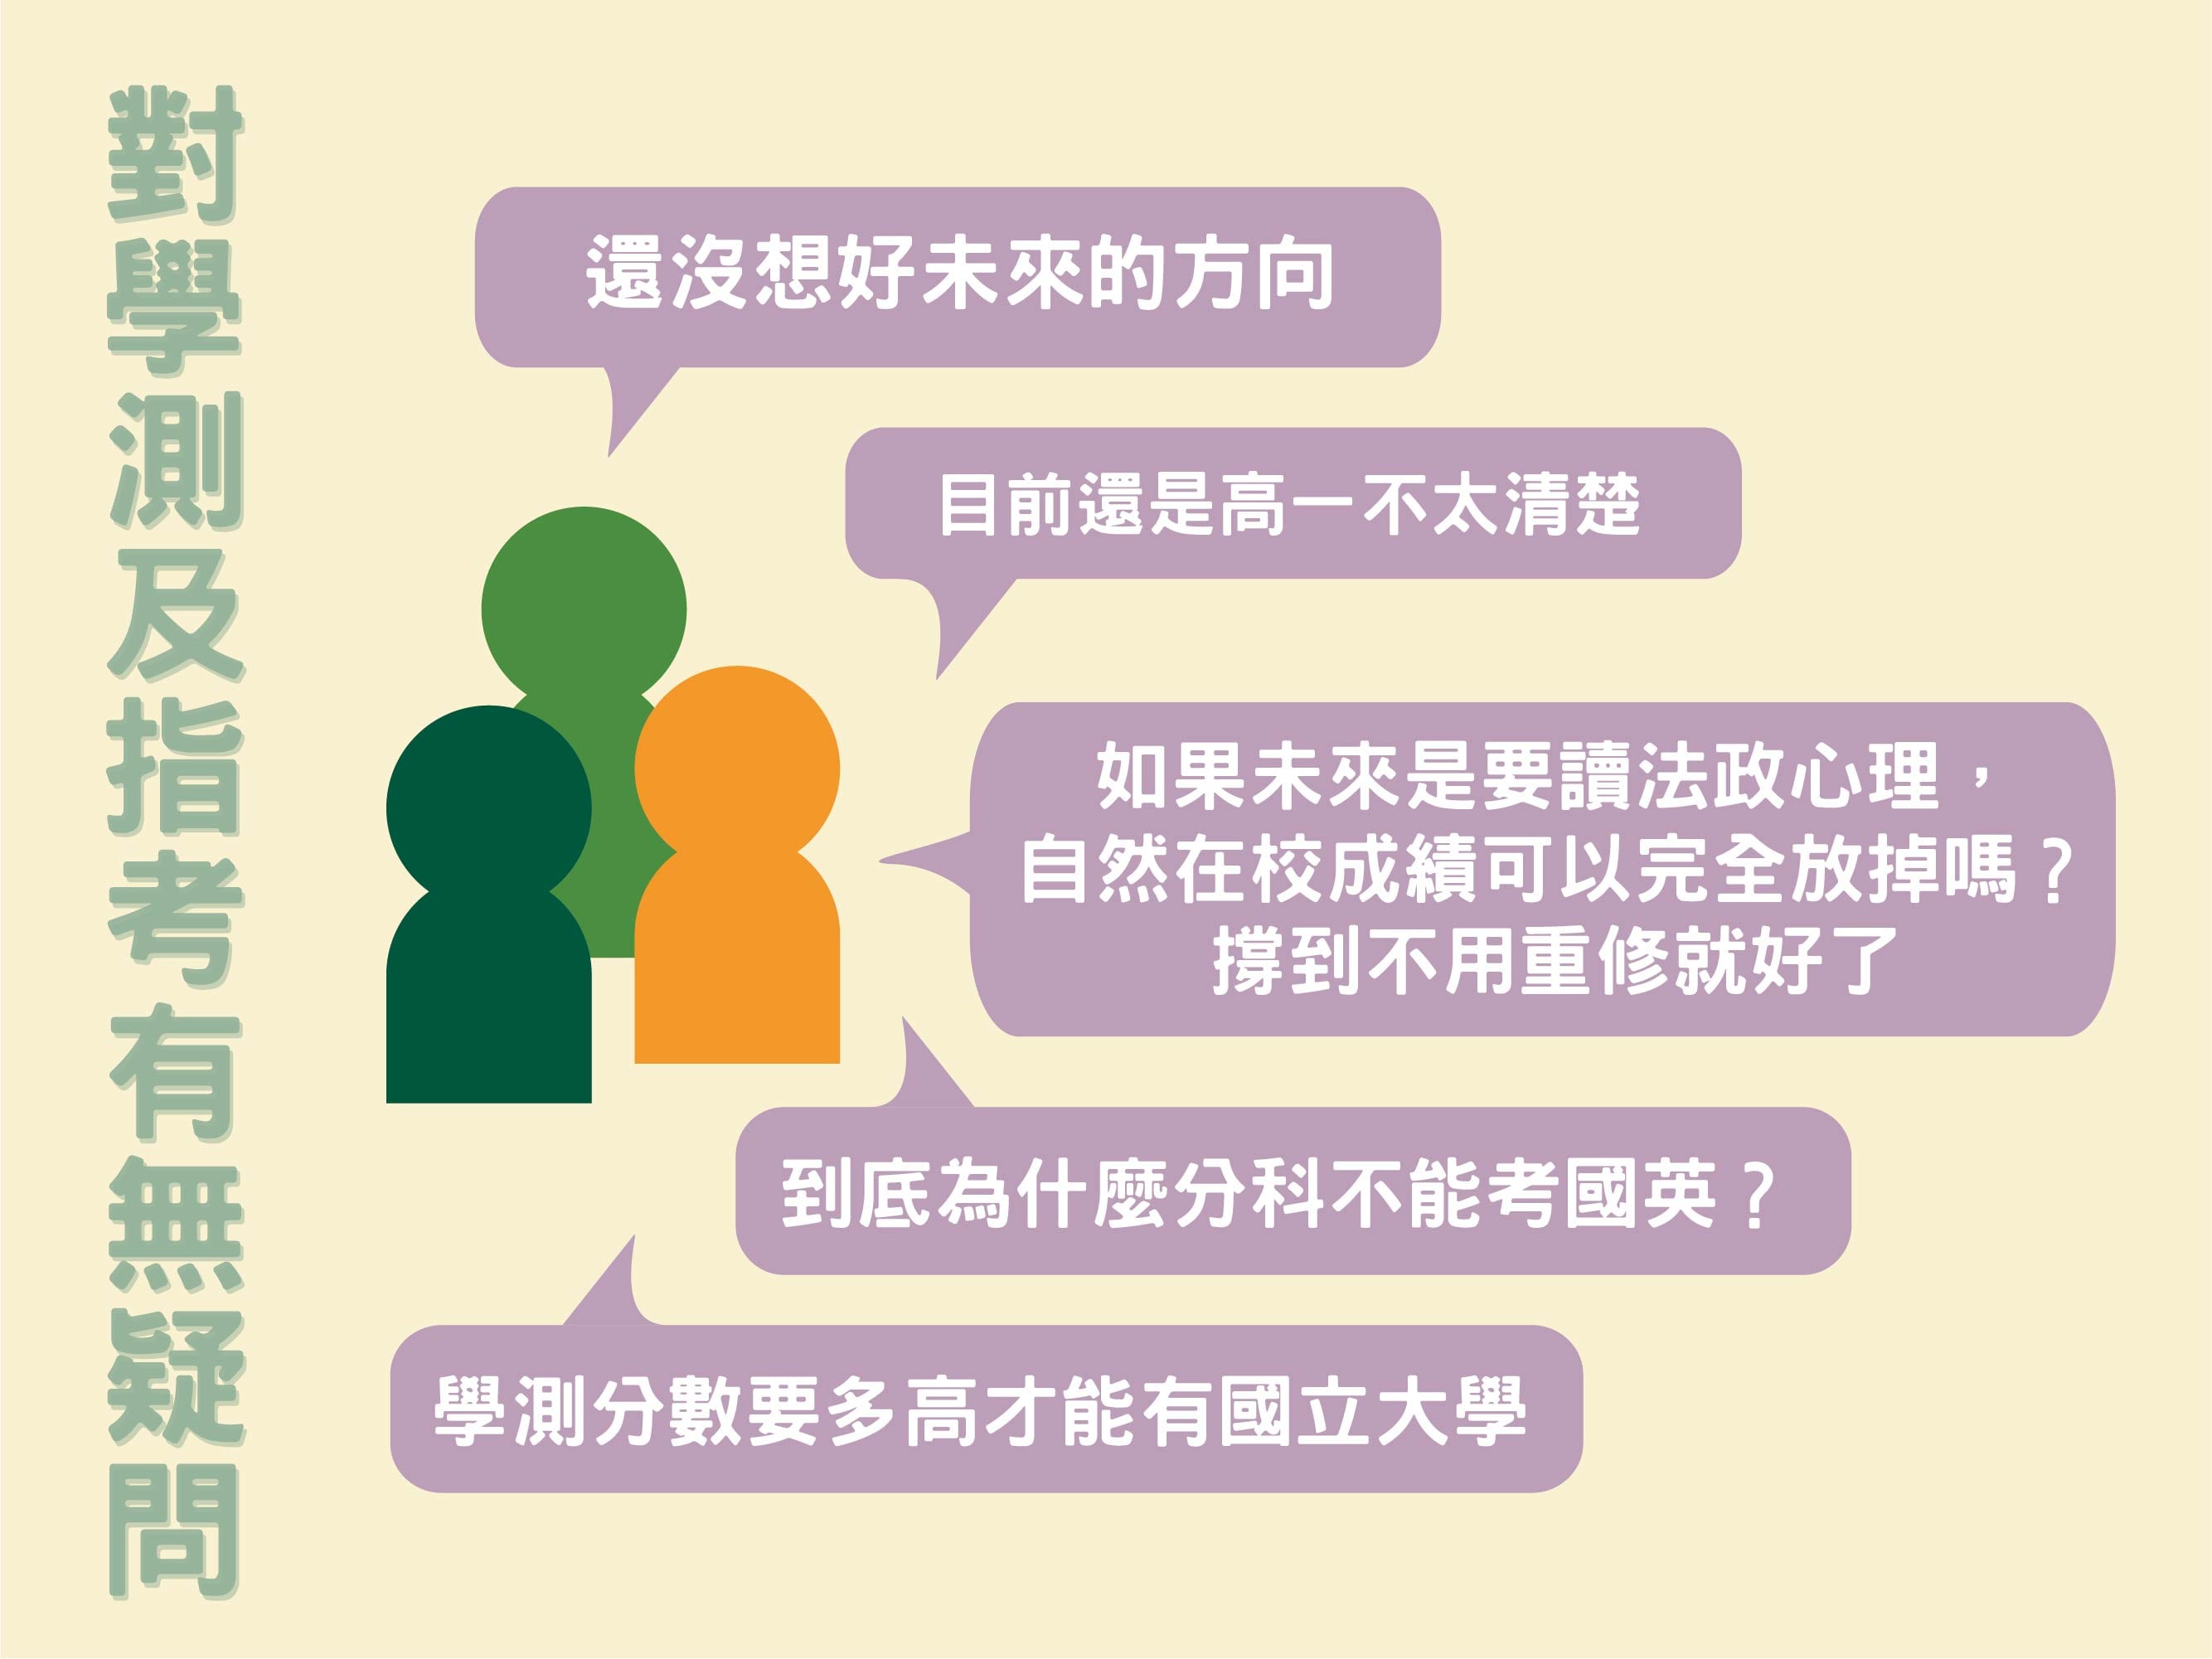 對學測及指考有無疑問
還沒想好未來的方向
目前還是高一不太清楚
如果未來是要讀法政心理，
自然在校成績可以完全放掉嗎？
搞到不用重修就好了
到底為什麼分科不能考國英？
學測分數要多高才能有國立大學